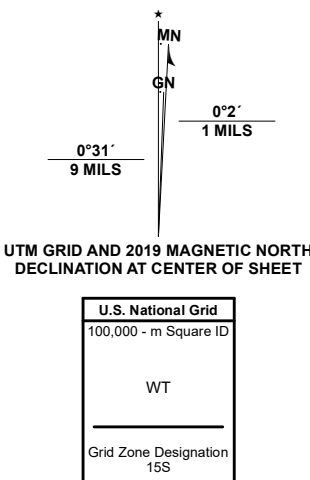 MN
GN
0°2´
1 MILS
0°31´
9 MILS
UTM GRID AND 2019 MAGNETIC NORTH
DECLINATION AT CENTER OF SHEET
U.S. National Grid
100,000 - m Square ID
WT
Grid Zone Designation
15S